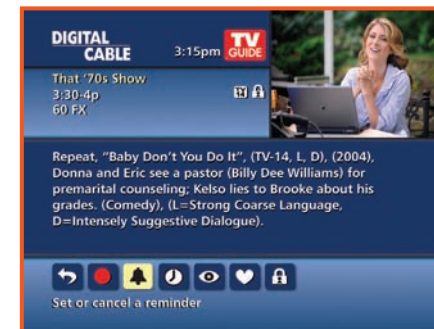 DIGITAL
CABLE
3:15pm
TV
GUIDE
That '70s Show
3:30-4p
60 FX
Repeat, "Baby Don't You Do It", (TV-14, L, D), (2004),
Donna and Eric see a pastor (Billy Dee Williams) for
premarital counseling; Kelso lies to Brooke about his
grades. (Comedy), (L=Strong Coarse Language,
D=Intensely Suggestive Dialogue).
Set or cancel a reminder